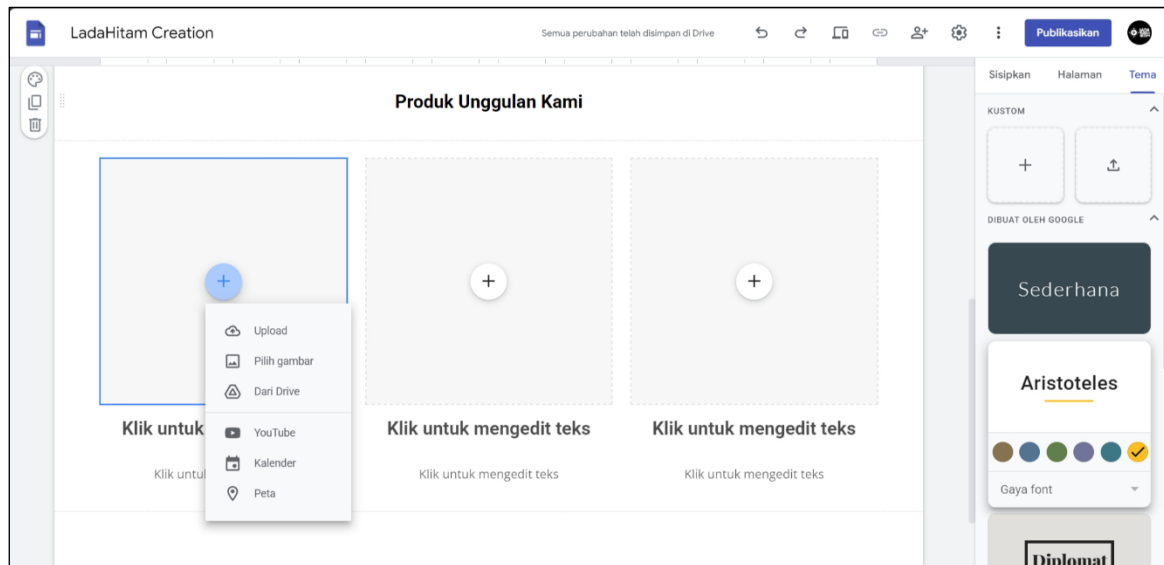 LadaHitam Creation
Semua perubahan telah disimpan di Drive
Publikasikan
Sisipkan Halaman Tema
Produk Unggulan Kami
KUSTOM
DIBUAT OLEH GOOGLE
Sederhana
Upload
Pilih gambar
Dari Drive
YouTube
Kalender
Peta
Klik untuk
Klik untuk mengedit teks
Klik untuk mengedit teks
Klik untu
Klik untuk mengedit teks
Klik untuk mengedit teks
Aristoteles
Gaya font
Diplomat